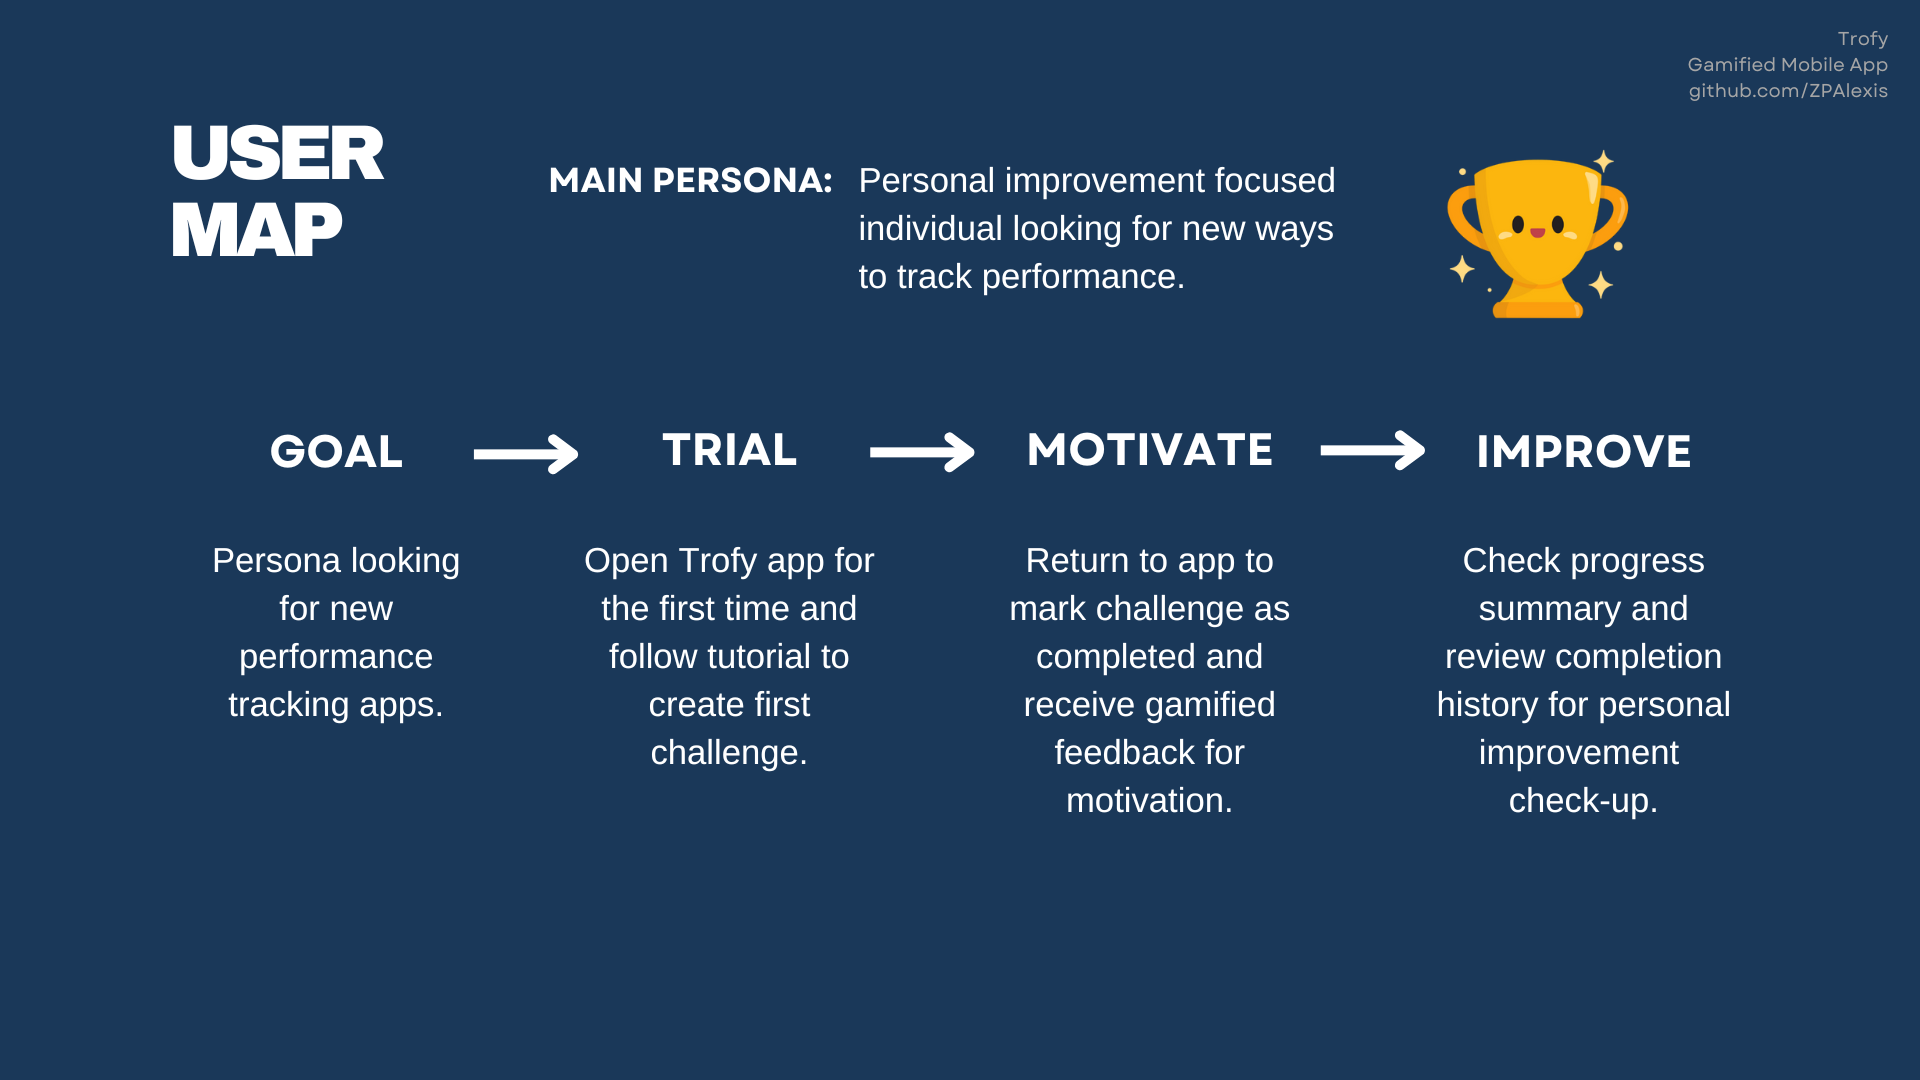 Trofy
Gamified Mobile App
github.com/ZPAlexis
USER
MAP
MAIN PERSONA:
Personal improvement focused
individual looking for new ways
to track performance.
GOAL
TRIAL
MOTIVATE
IMPROVE
Persona looking
for new
performance
tracking apps.
Open Trofy app for
the first time and
follow tutorial to
create first
challenge.
Return to app to
mark challenge as
completed and
receive gamified
feedback for
motivation.
Check progress
summary and
review completion
history for personal
improvement
check-up.